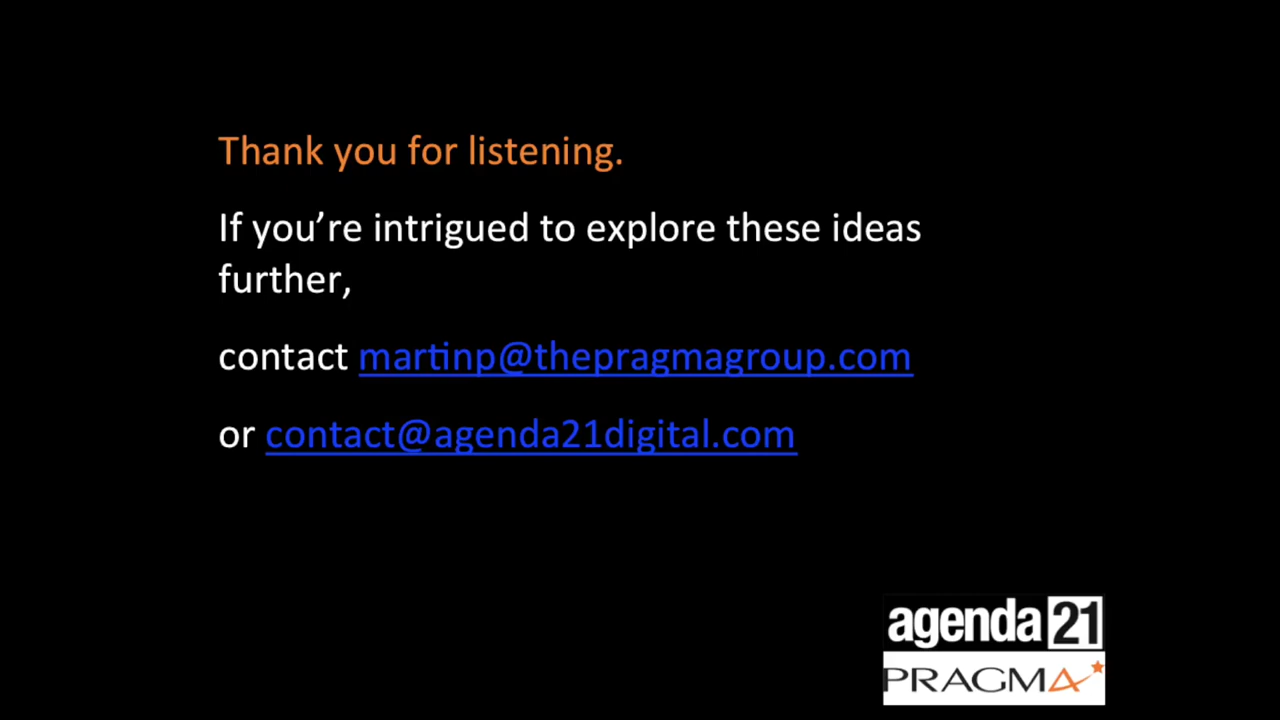 Thank you for listening.
If you’re intrigued to explore these ideas
further,
contact martinp@thepragmagroup.com
or contact@agenda21digital.com
agenda21
PRAGMA